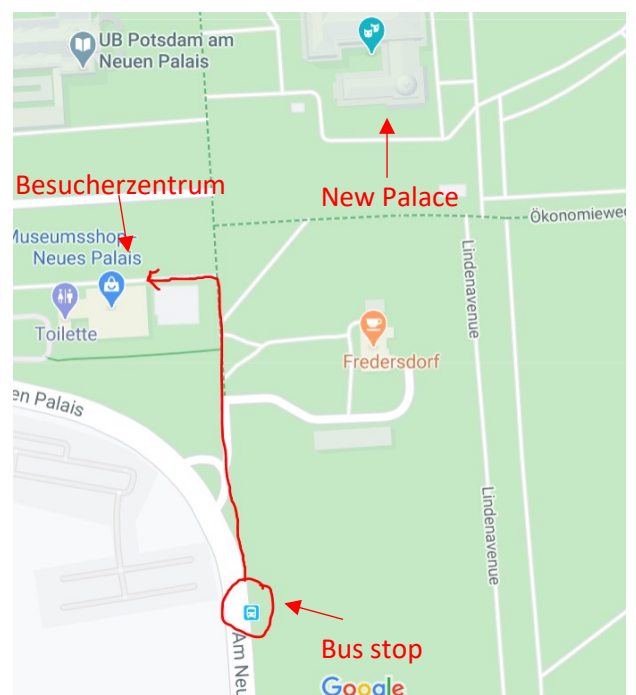 UB Potsdam am
Neuen Palais
Besucherzentrum
New Palace
Ökonomieweg
Museumsshop
Neues Palais
Lindenavenue
Toilette
Fredersdorf
en Palais
Lindenavenue
Bus stop
Am Neu
Google